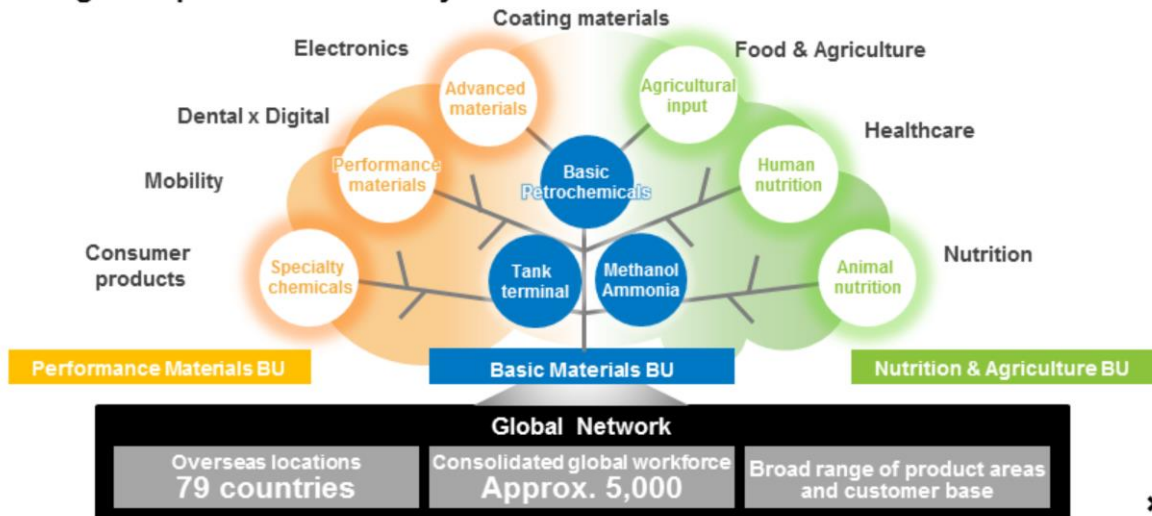 Coating materials
Electronics
Food & Agriculture
Advanced
materials
Agricultural
input
Dental x Digital
Healthcare
Performance
materials
Basic
Petrochemicals
Human
nutrition
Mobility
Consumer
products
Nutrition
Specialty
chemicals
Tank
terminal
Methanol
Ammonia
Animal
nutrition
Performance Materials BU
Basic Materials BU
Nutrition & Agriculture BU
Global Network
Overseas locations
79 countries
Consolidated global workforce
Approx. 5,000
Broad range of product areas
and customer base